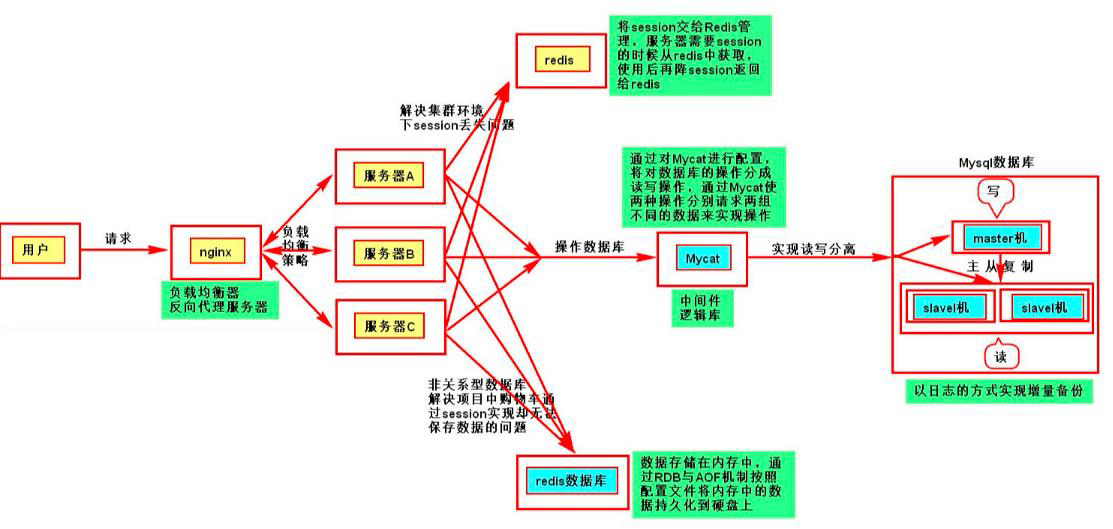 将session交给Redis管
理，服务器需要session
的时候从redis中获取，
使用后再降session返回
给redis
redis
解决集群环境
下session丢失问题
服务器A
通过对Mycat进行配置，
将对数据库的操作分成
读写操作，通过Mycat使
两种操作分别请求两组
不同的数据来实现操作
Mysql数据库
写
用户
请求
nginx
负载
均衡
策略
服务器B
操作数据库
Mycat
实现读写分离
master机
主从复制
负载均衡器
反向代理服务器
中间件
逻辑库
服务器C
slavel机
slavel机
读
以日志的方式实现增量备份
非关系型数据库
解决项目中购物车通
过session实现却无法
保存数据的问题
redis数据库
数据存储在内存中，通
过RDB与AOF机制按照
配置文件将内存中的数
据持久化到硬盘上